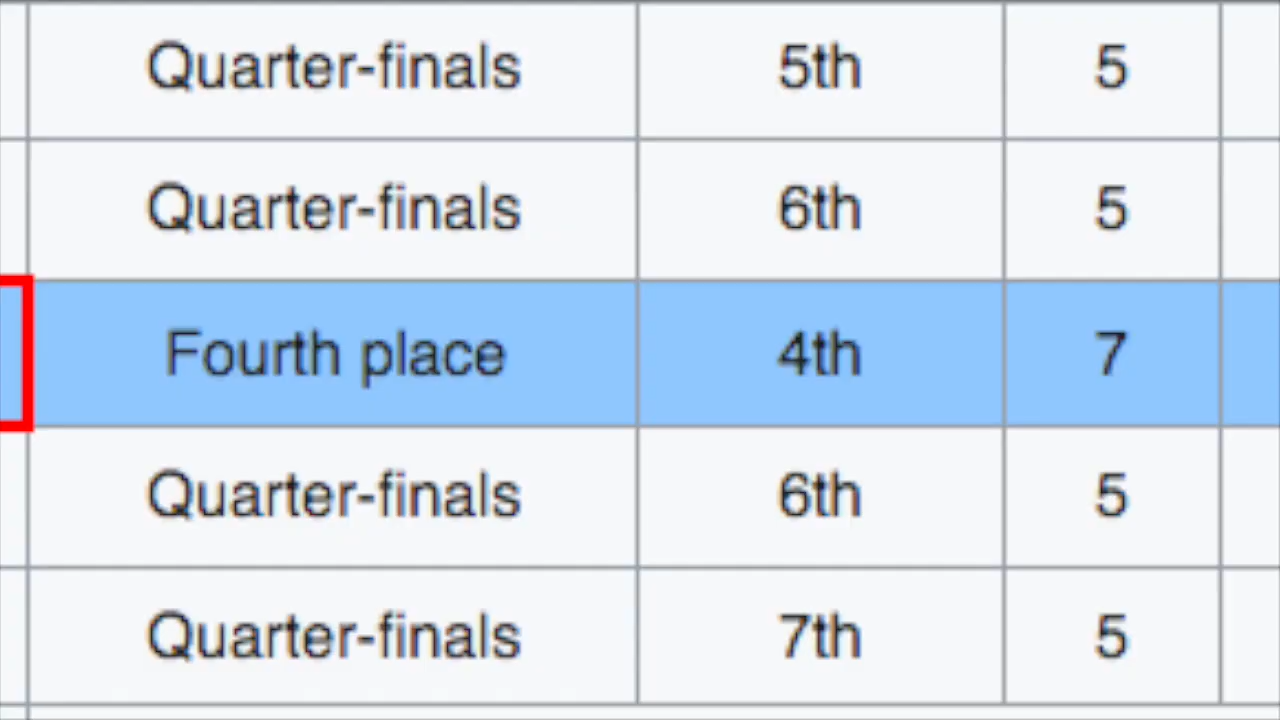 Quarter-finals 5th 5
Quarter-finals 6th 5
Fourth place 4th 7
Quarter-finals 6th 5
Quarter-finals 7th 5